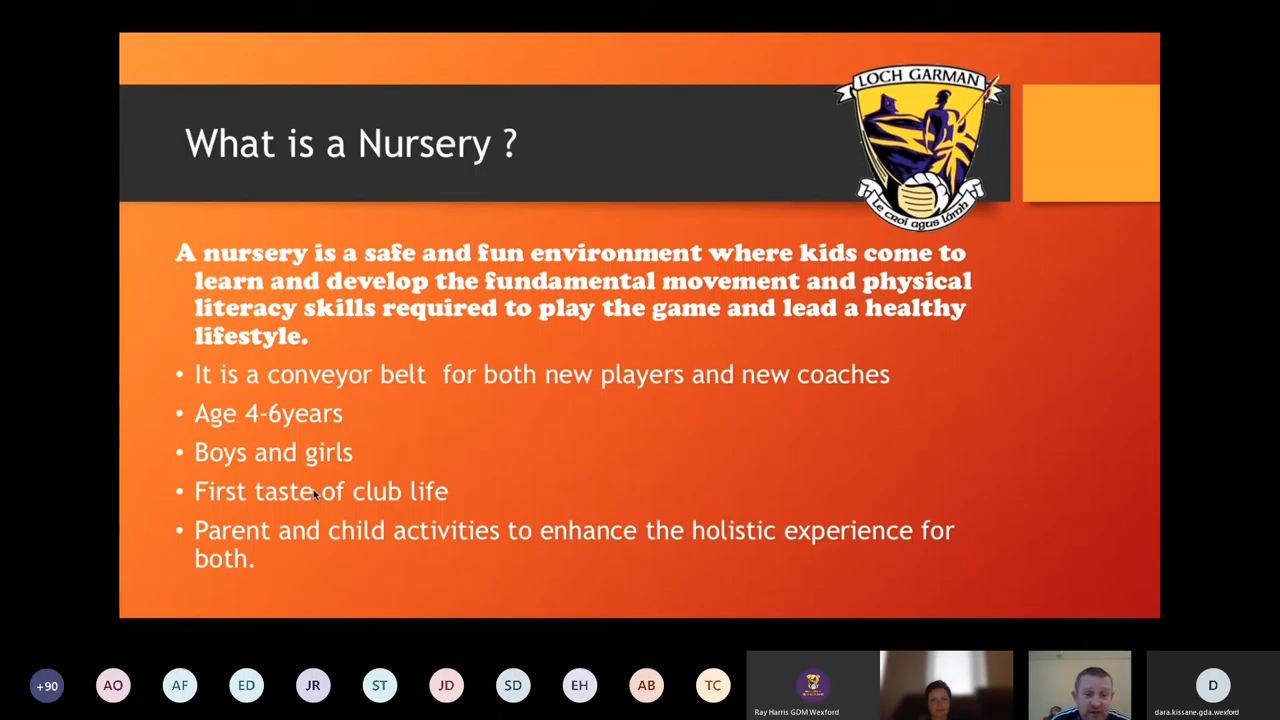 LOCH GARMAN
What is a Nursery ?
Le croí agus lámh
A nursery is a safe and fun environment where kids come to
learn and develop the fundamental movement and physical
literacy skills required to play the game and lead a healthy
lifestyle.
• It is a conveyor belt  for both new players and new coaches
• Age 4-6years
• Boys and girls
• First taste of club life
• Parent and child activities to enhance the holistic experience for
both.
+90
AO
AF
ED
JR
ST
JD
SD
EH
AB
TC
D
Ray Harris GDM Wexford
dara.kissane.gda.wexford